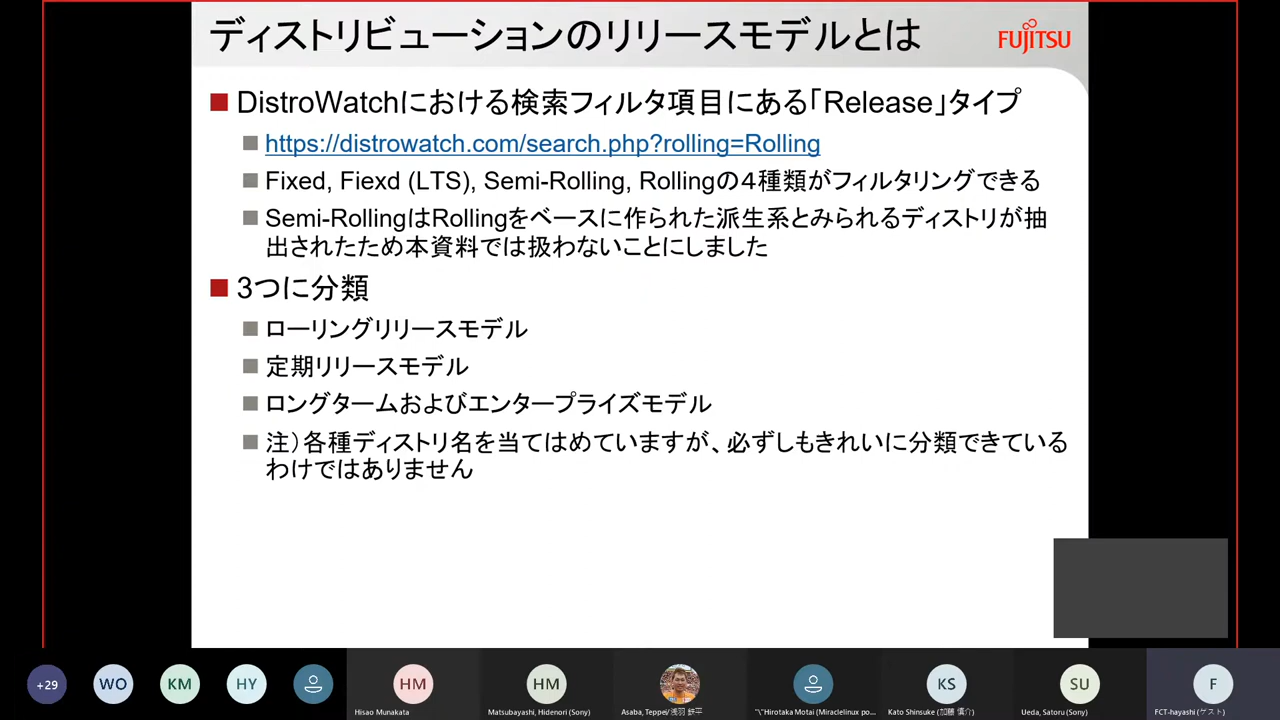 ディストリビューションのリリースモデルとは
FUJITSU
DistroWatchにおける検索フィルタ項目にある「Release」タイプ
https://distrowatch.com/search.php?rolling=Rolling
Fixed, Fiexd (LTS), Semi-Rolling, Rollingの４種類がフィルタリングできる
Semi-RollingはRollingをベースに作られた派生系とみられるディストリが抽
出されたため本資料では扱わないことにしました
3つに分類
ローリングリリースモデル
定期リリースモデル
ロングタームおよびエンタープライズモデル
注）各種ディストリ名を当てはめていますが、必ずしもきれいに分類できている
わけではありません
+29
WO
KM
HY
HM
HM
KS
SU
F
Hisao Munakata
Matsubayashi, Hidenori (Sony)
Asaba, Teppei/浅羽 鉄平
"\"Hirotaka Motai (Miraclelinux po...
Kato Shinsuke (加藤 慎介)
Ueda, Satoru (Sony)
FCT-hayashi (ゲスト)